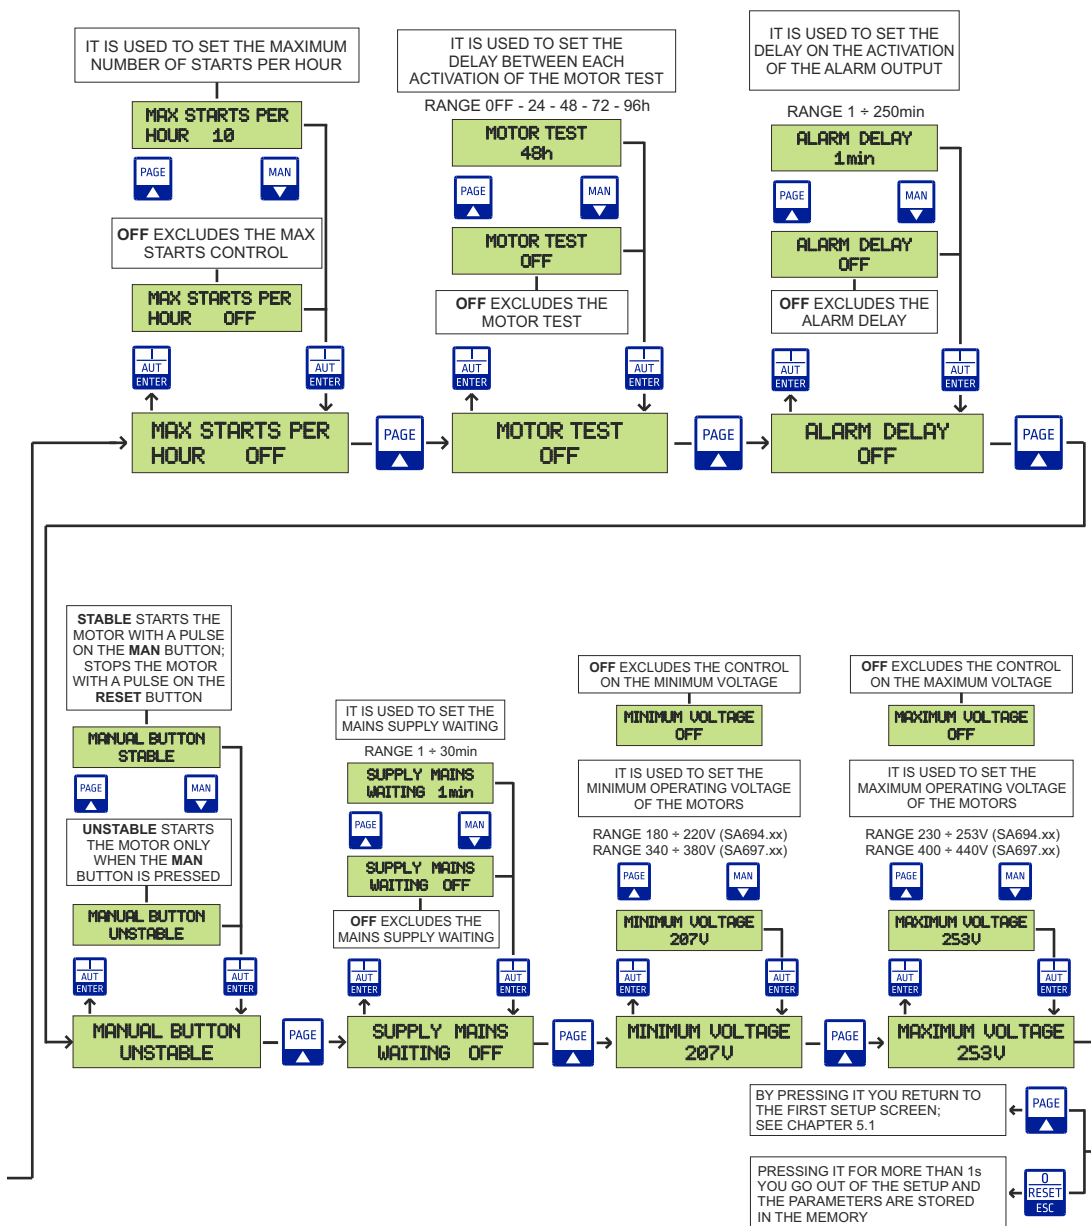 IT IS USED TO SET THE MAXIMUM
NUMBER OF STARTS PER HOUR
MAX STARTS PER
HOUR 10
PAGE
MAN
OFF EXCLUDES THE MAX
STARTS CONTROL
MAX STARTS PER
HOUR OFF
I
AUT
ENTER
I
AUT
ENTER
MAX STARTS PER
HOUR OFF
PAGE
IT IS USED TO SET THE
DELAY BETWEEN EACH
ACTIVATION OF THE MOTOR TEST
RANGE 0FF - 24 - 48 - 72 - 96h
MOTOR TEST
48h
PAGE
MAN
MOTOR TEST
OFF
OFF EXCLUDES THE
MOTOR TEST
I
AUT
ENTER
I
AUT
ENTER
MOTOR TEST
OFF
PAGE
IT IS USED TO SET THE
DELAY ON THE ACTIVATION
OF THE ALARM OUTPUT
RANGE 1 ÷ 250min
ALARM DELAY
1min
PAGE
MAN
ALARM DELAY
OFF
OFF EXCLUDES THE
ALARM DELAY
I
AUT
ENTER
I
AUT
ENTER
ALARM DELAY
OFF
PAGE
STABLE STARTS THE
MOTOR WITH A PULSE
ON THE MAN BUTTON;
STOPS THE MOTOR
WITH A PULSE ON THE
RESET BUTTON
MANUAL BUTTON
STABLE
PAGE
MAN
UNSTABLE STARTS
THE MOTOR ONLY
WHEN THE MAN
BUTTON IS PRESSED
MANUAL BUTTON
UNSTABLE
I
AUT
ENTER
I
AUT
ENTER
MANUAL BUTTON
UNSTABLE
PAGE
IT IS USED TO SET THE
MAINS SUPPLY WAITING
RANGE 1 ÷ 30min
SUPPLY MAINS
WAITING 1min
PAGE
MAN
SUPPLY MAINS
WAITING OFF
OFF EXCLUDES THE
MAINS SUPPLY WAITING
I
AUT
ENTER
I
AUT
ENTER
SUPPLY MAINS
WAITING OFF
PAGE
OFF EXCLUDES THE CONTROL
ON THE MINIMUM VOLTAGE
MINIMUM VOLTAGE
OFF
IT IS USED TO SET THE
MINIMUM OPERATING VOLTAGE
OF THE MOTORS
RANGE 180 ÷ 220V (SA694.xx)
RANGE 340 ÷ 380V (SA697.xx)
PAGE
MAN
MINIMUM VOLTAGE
207V
I
AUT
ENTER
I
AUT
ENTER
MINIMUM VOLTAGE
207V
PAGE
OFF EXCLUDES THE CONTROL
ON THE MAXIMUM VOLTAGE
MAXIMUM VOLTAGE
OFF
IT IS USED TO SET THE
MAXIMUM OPERATING VOLTAGE
OF THE MOTORS
RANGE 230 ÷ 253V (SA694.xx)
RANGE 400 ÷ 440V (SA697.xx)
PAGE
MAN
MAXIMUM VOLTAGE
253V
I
AUT
ENTER
I
AUT
ENTER
MAXIMUM VOLTAGE
253V
BY PRESSING IT YOU RETURN TO
THE FIRST SETUP SCREEN;
SEE CHAPTER 5.1
PAGE
PRESSING IT FOR MORE THAN 1s
YOU GO OUT OF THE SETUP AND
THE PARAMETERS ARE STORED
IN THE MEMORY
0
RESET
ESC